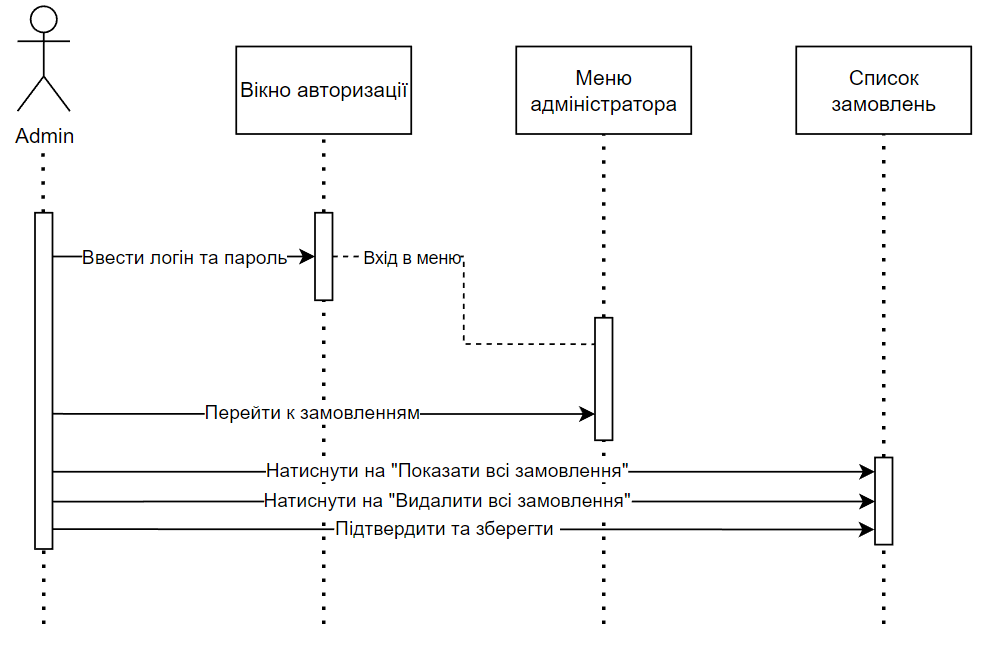 Admin
Вікно авторизації
Меню
адміністратора
Список
замовлень
Ввести логін та пароль
Вхід в меню
Перейти к замовленням
Натиснути на "Показати всі замовлення"
Натиснути на "Видалити всі замовлення"
Підтвердити та зберегти